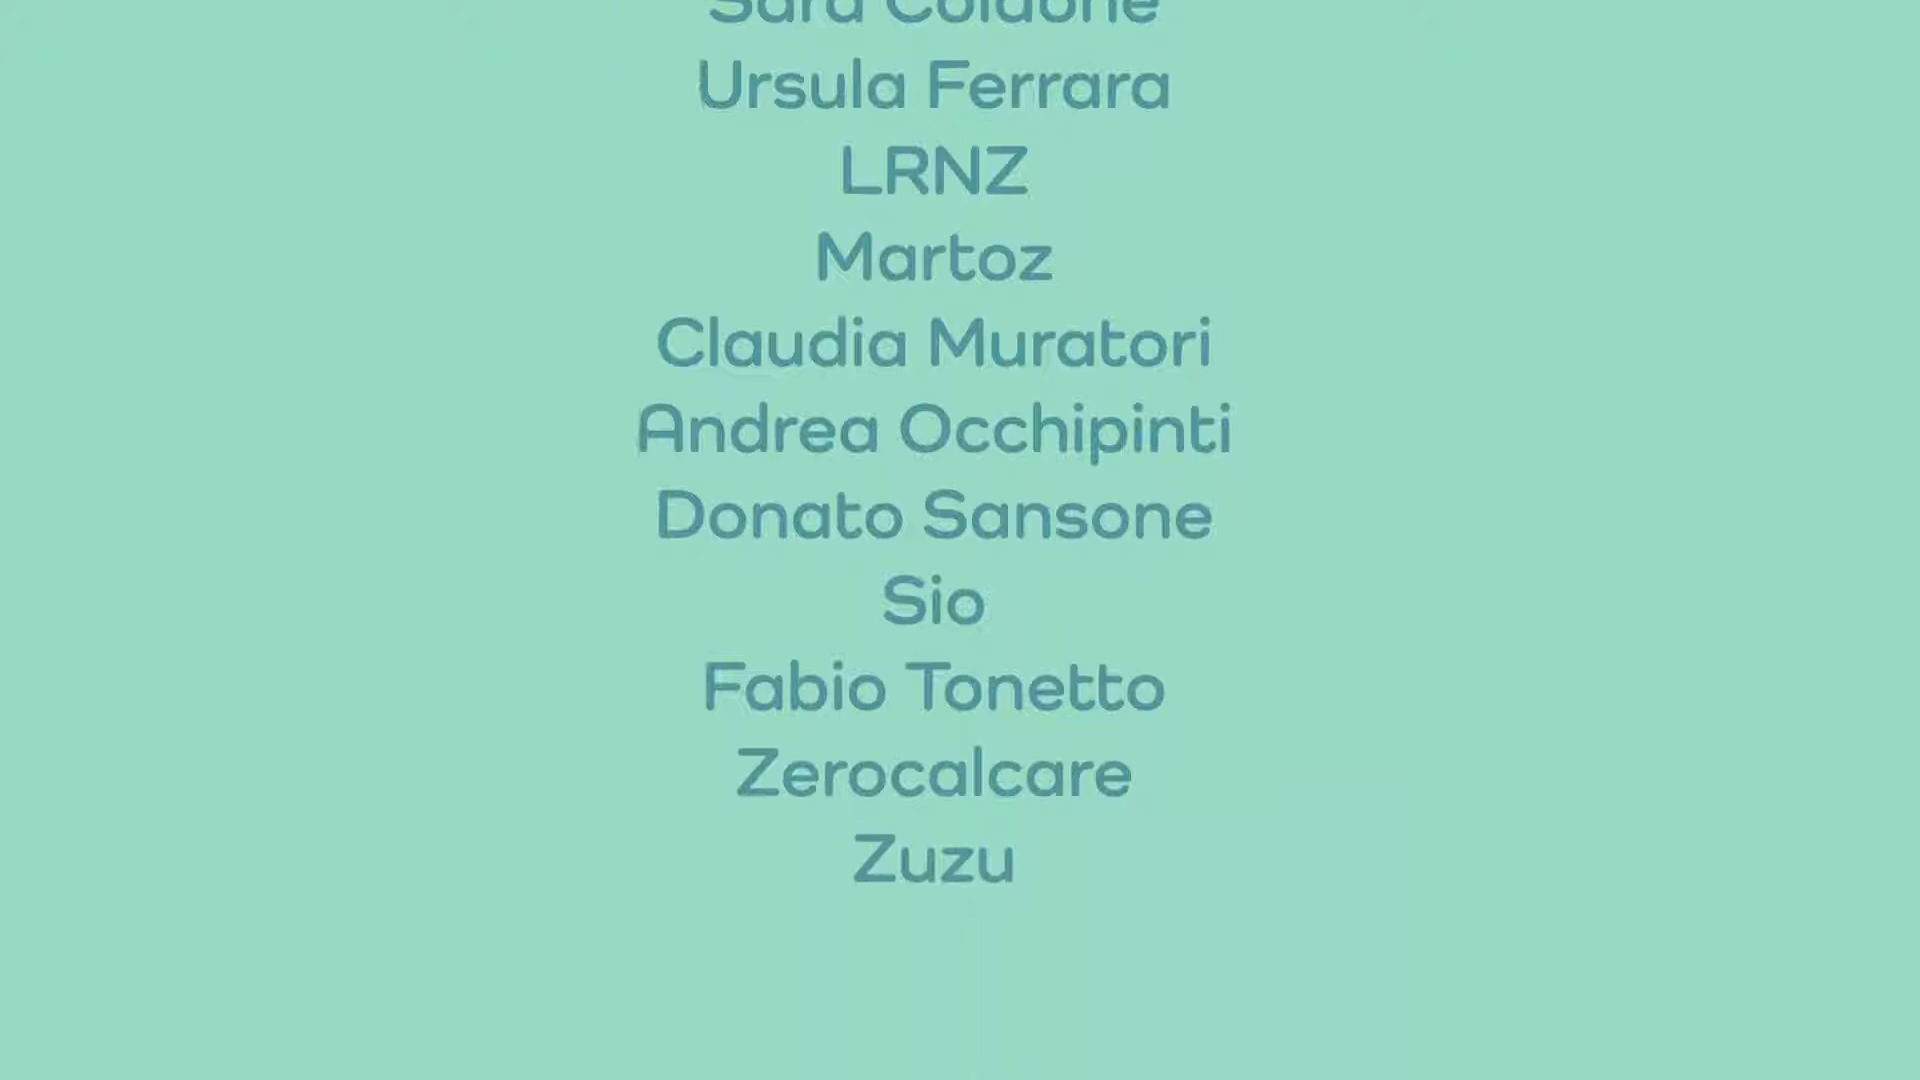 Sara Colaone
Ursula Ferrara
LRNZ
Martoz
Claudia Muratori
Andrea Occhipinti
Donato Sansone
Sio
Fabio Tonetto
Zerocalcare
Zuzu